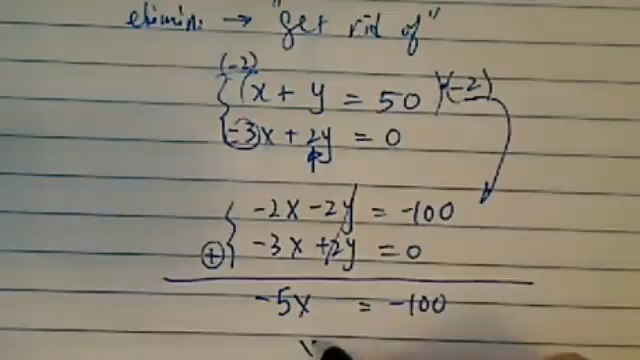 elimin. → "get rid of"
(-2)
(x + y = 50) (-2)
-3x + 2y = 0
-2x - 2y = -100
+ -3x + 2y = 0
-5x = -100